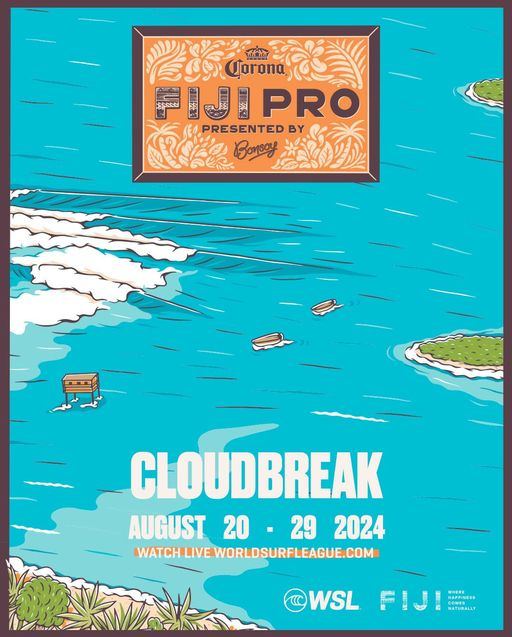 Corona
FIJI PRO
PRESENTED BY
Bonsoy
CLOUDBREAK
AUGUST 20 - 29 2024
WATCH LIVE WORLDSURFLEAGUE.COM
WSL
FIJI
WHERE
HAPPINESS
COMES
NATURALLY